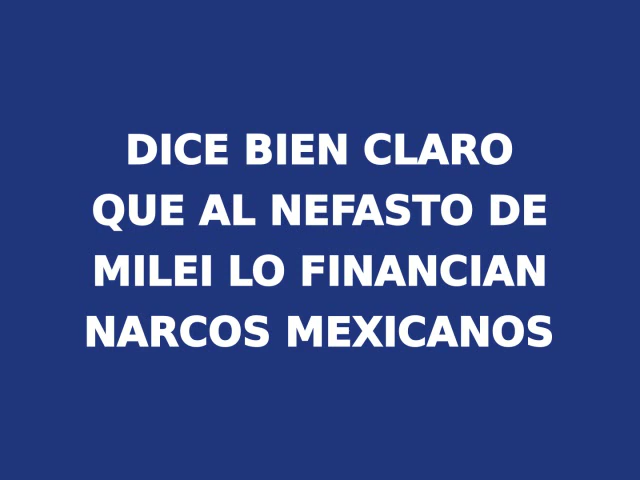 DICE BIEN CLARO
QUE AL NEFASTO DE
MILEI LO FINANCIAN
NARCOS MEXICANOS